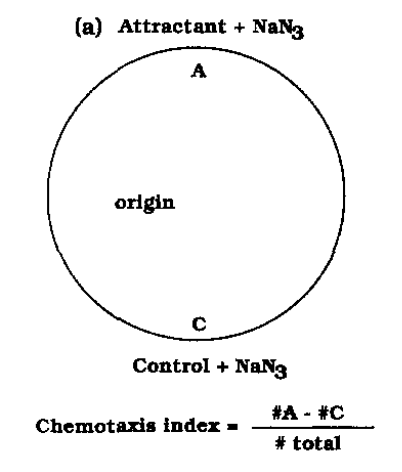 (a) Attractant + NaN₃
A
origin
C
Control + NaN₃
Chemotaxis index = #A - #C
# total